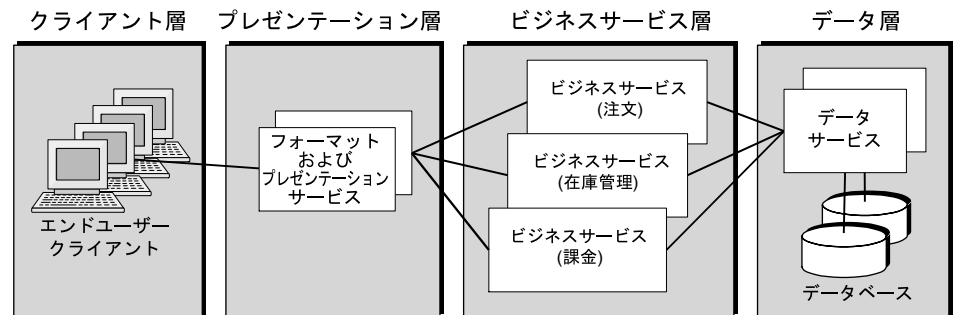 クライアント層
プレゼンテーション層
ビジネスサービス層
データ層
エンドユーザー
クライアント
フォーマット
および
プレゼンテーション
サービス
ビジネスサービス
(注文)
ビジネスサービス
(在庫管理)
ビジネスサービス
(課金)
データ
サービス
データベース